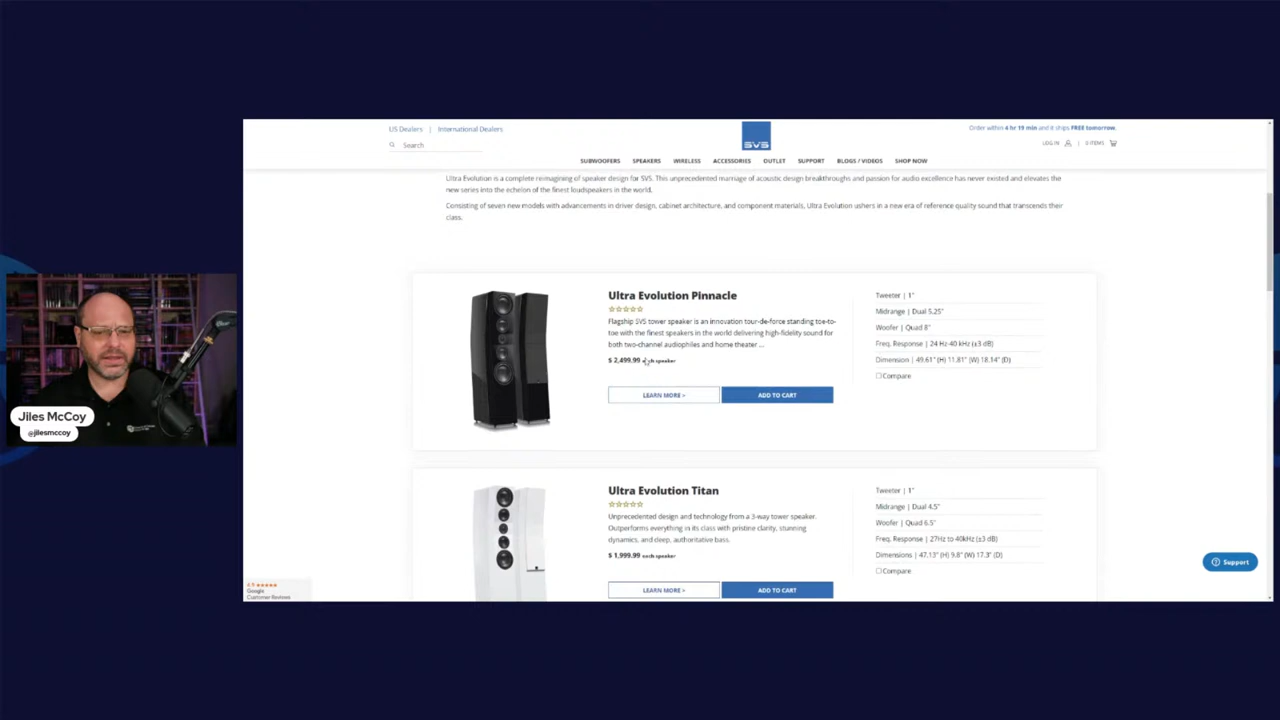 US Dealers | International Dealers
Search
SVS
Order within 4 hr 19 min and it ships FREE tomorrow.
LOG IN | 0 ITEMS
SUBWOOFERS SPEAKERS WIRELESS ACCESSORIES OUTLET SUPPORT BLOGS / VIDEOS SHOP NOW
Ultra Evolution is a complete reimagining of speaker design for SVS. This unprecedented marriage of acoustic design breakthroughs and passion for audio excellence has never existed and elevates the
new series into the echelon of the finest loudspeakers in the world.
Consisting of seven new models with advancements in driver design, cabinet architecture, and component materials, Ultra Evolution ushers in a new era of reference quality sound that transcends their
class.
Ultra Evolution Pinnacle
Flagship SVS tower speaker is an innovation tour-de-force standing toe-to-
toe with the finest speakers in the world delivering high-fidelity sound for
both two-channel audiophiles and home theater ...
$ 2,499.99 speaker
LEARN MORE >
ADD TO CART
Tweeter | 1"
Midrange | Dual 5.25"
Woofer | Quad 8"
Freq. Response | 24 Hz-40 kHz (±3 dB)
Dimension | 49.61" (H) 11.81" (W) 18.14" (D)
Compare
Ultra Evolution Titan
Unprecedented design and technology from a 3-way tower speaker.
Outperforms everything in its class with pristine clarity, stunning
dynamics, and deep, authoritative bass.
$ 1,999.99 each speaker
LEARN MORE >
ADD TO CART
Tweeter | 1"
Midrange | Dual 4.5"
Woofer | Quad 6.5"
Freq. Response | 27Hz to 40kHz (±3 dB)
Dimensions | 47.13" (H) 9.8" (W) 17.3" (D)
Compare
Support
4.9
Google
Customer Reviews
Jiles McCoy
@jilesmccoy